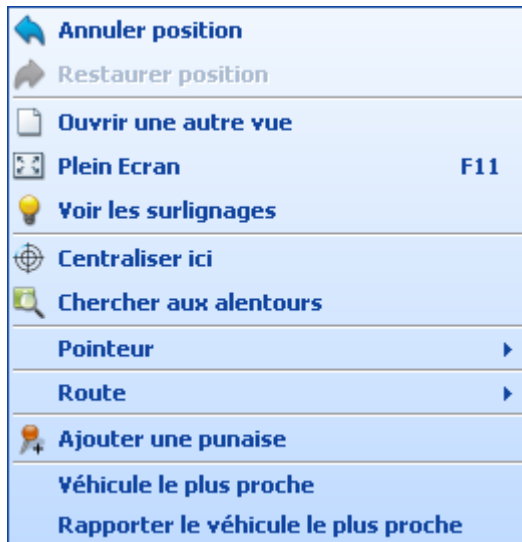 Annuler position
Restaurer position
Ouvrir une autre vue
Plein Ecran F11
Voir les surlignages
Centraliser ici
Chercher aux alentours
Pointeur
Route
Ajouter une punaise
Véhicule le plus proche
Rapporter le véhicule le plus proche